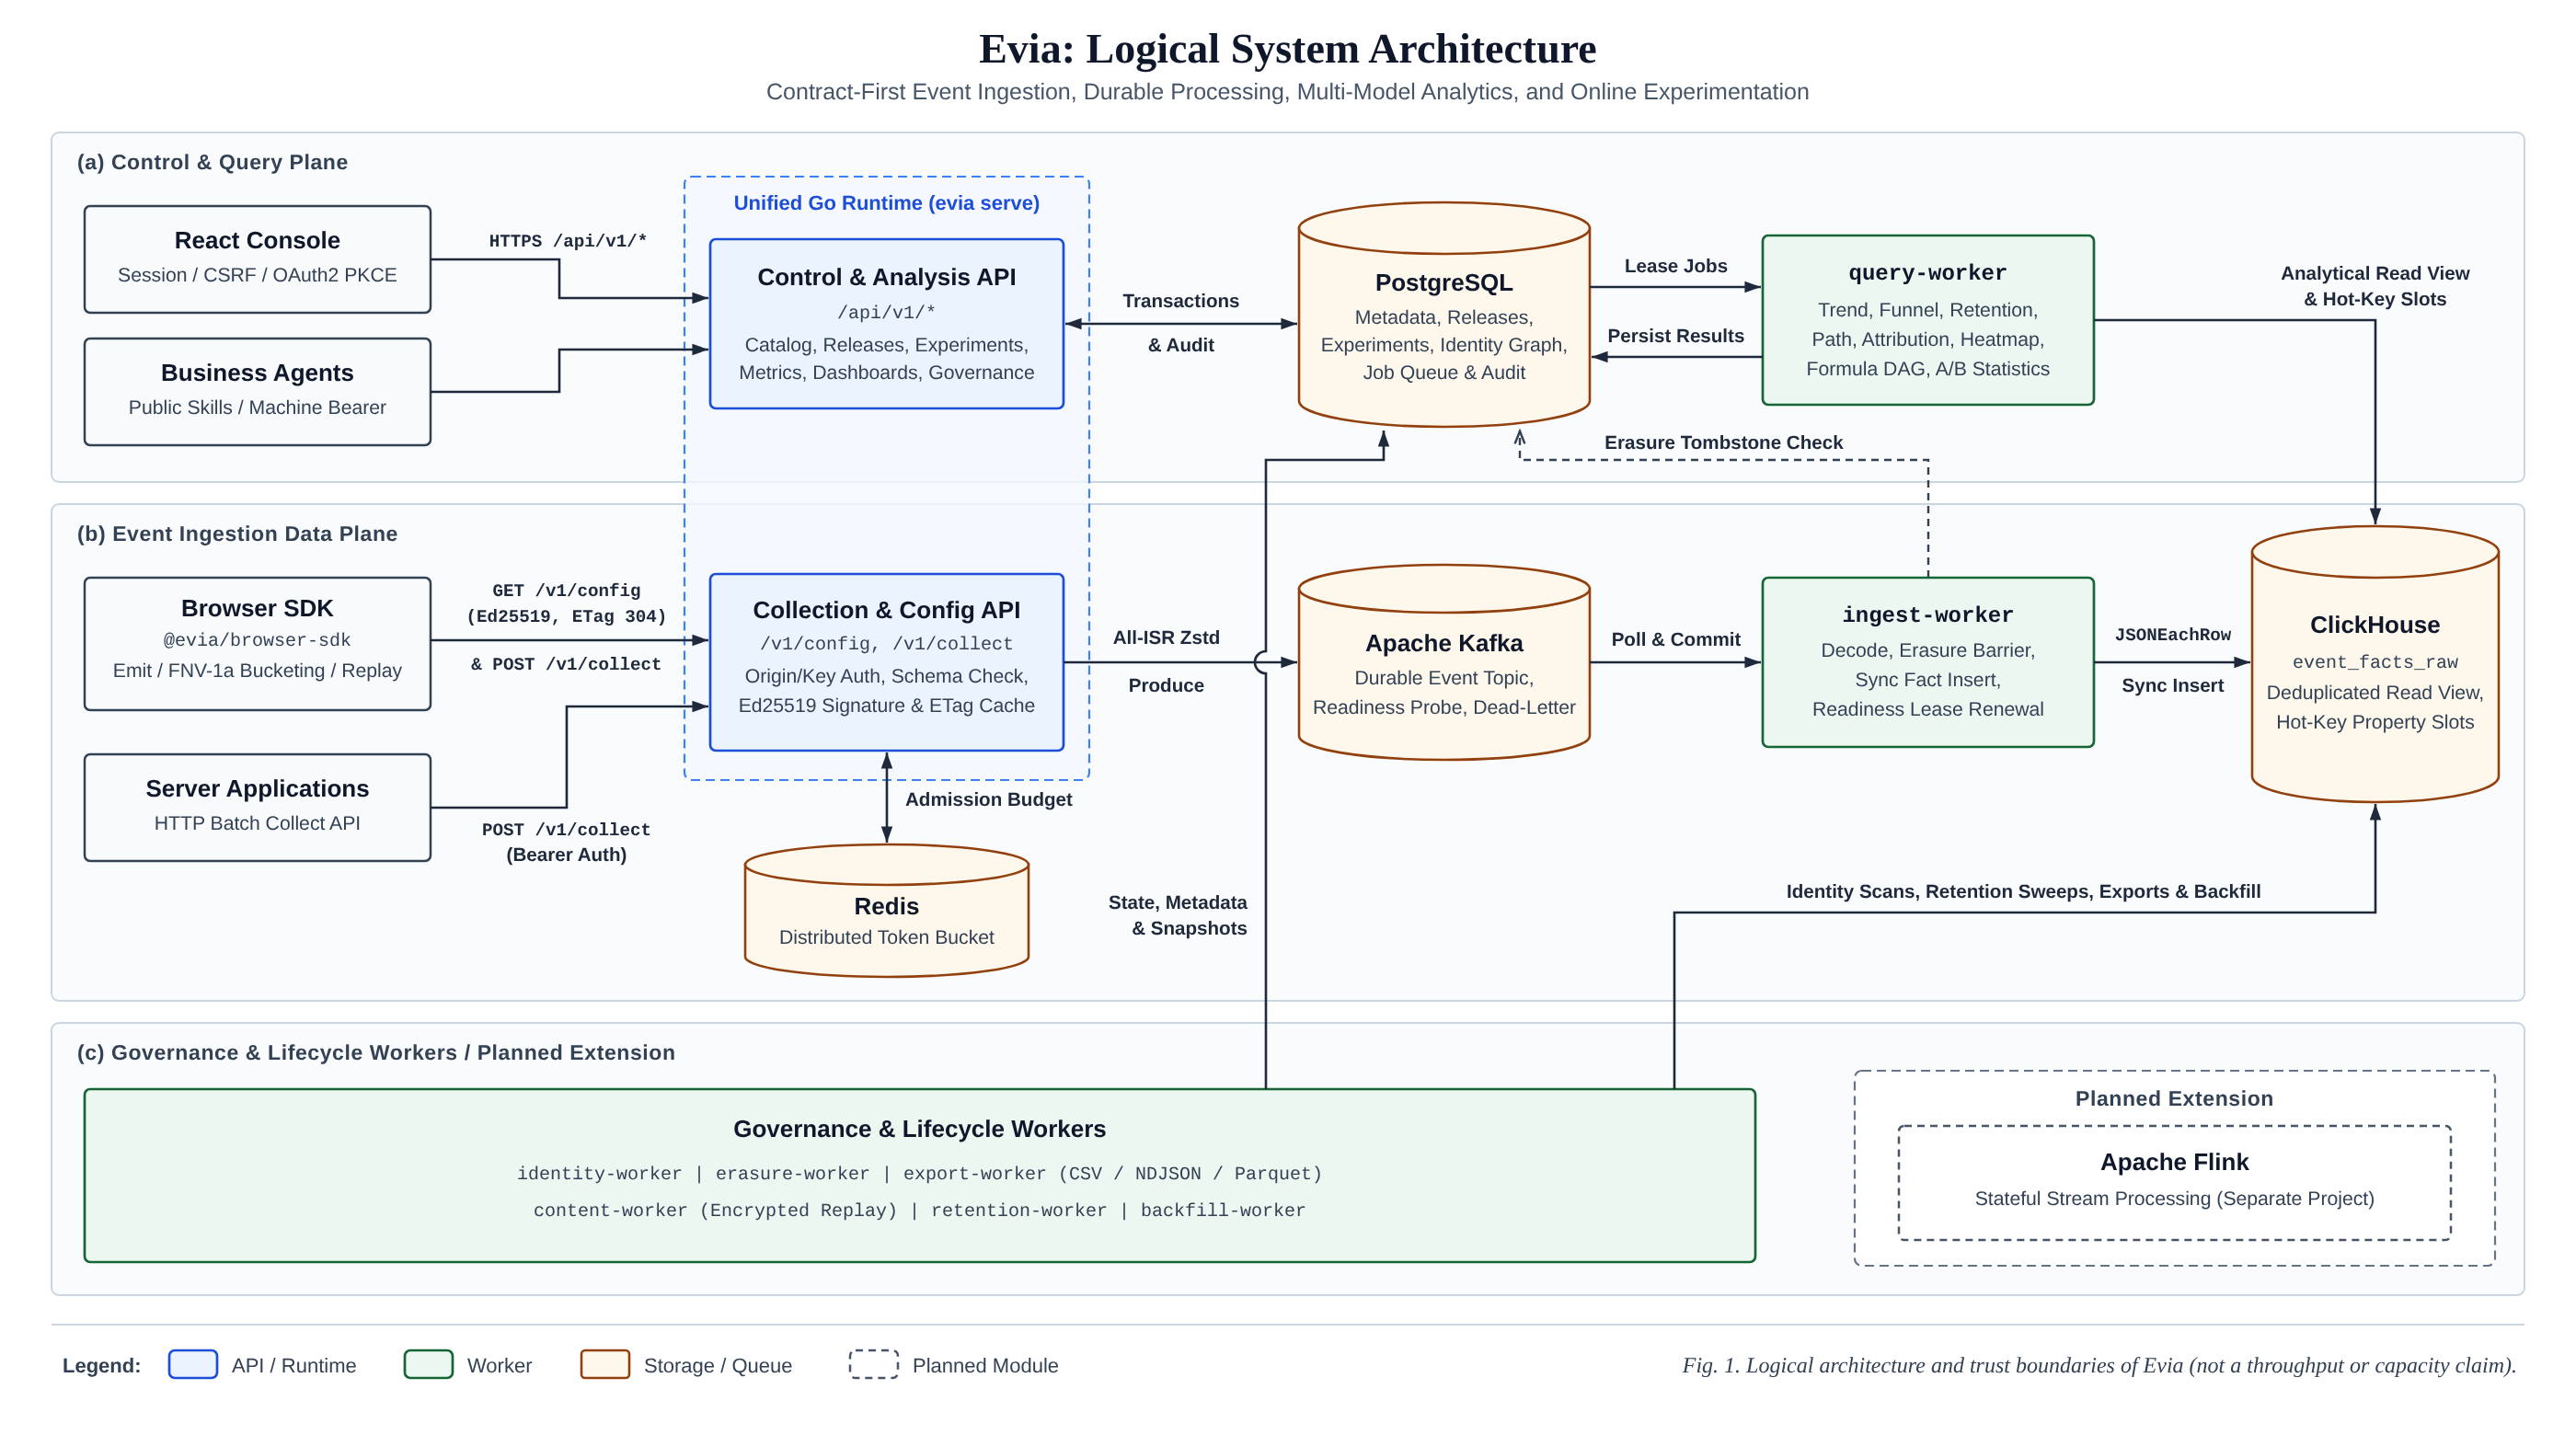 Evia: Logical System Architecture
Contract-First Event Ingestion, Durable Processing, Multi-Model Analytics, and Online Experimentation
(a) Control & Query Plane
React Console
Session / CSRF / OAuth2 PKCE
Business Agents
Public Skills / Machine Bearer
HTTPS /api/v1/*
Unified Go Runtime (evia serve)
Control & Analysis API
/api/v1/*
Catalog, Releases, Experiments,
Metrics, Dashboards, Governance
Transactions
& Audit
PostgreSQL
Metadata, Releases,
Experiments, Identity Graph,
Job Queue & Audit
Lease Jobs
Persist Results
query-worker
Trend, Funnel, Retention,
Path, Attribution, Heatmap,
Formula DAG, A/B Statistics
Analytical Read View
& Hot-Key Slots
Erasure Tombstone Check
(b) Event Ingestion Data Plane
Browser SDK
@evia/browser-sdk
Emit / FNV-1a Bucketing / Replay
GET /v1/config
(Ed25519, ETag 304)
& POST /v1/collect
Server Applications
HTTP Batch Collect API
POST /v1/collect
(Bearer Auth)
Collection & Config API
/v1/config, /v1/collect
Origin/Key Auth, Schema Check,
Ed25519 Signature & ETag Cache
Admission Budget
Redis
Distributed Token Bucket
All-ISR Zstd
Produce
Apache Kafka
Durable Event Topic,
Readiness Probe, Dead-Letter
Poll & Commit
ingest-worker
Decode, Erasure Barrier,
Sync Fact Insert,
Readiness Lease Renewal
JSONEachRow
Sync Insert
ClickHouse
event_facts_raw
Deduplicated Read View,
Hot-Key Property Slots
State, Metadata
& Snapshots
Identity Scans, Retention Sweeps, Exports & Backfill
(c) Governance & Lifecycle Workers / Planned Extension
Governance & Lifecycle Workers
identity-worker | erasure-worker | export-worker (CSV / NDJSON / Parquet)
content-worker (Encrypted Replay) | retention-worker | backfill-worker
Planned Extension
Apache Flink
Stateful Stream Processing (Separate Project)
Legend:
API / Runtime
Worker
Storage / Queue
Planned Module
Fig. 1. Logical architecture and trust boundaries of Evia (not a throughput or capacity claim).